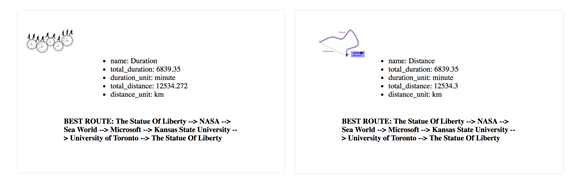 name: Duration
total_duration: 6839.35
duration_unit: minute
total_distance: 12534.272
distance_unit: km
BEST ROUTE: The Statue Of Liberty --> NASA -->
Sea World --> Microsoft --> Kansas State University --
> University of Toronto --> The Statue Of Liberty
name: Distance
total_duration: 6839.35
duration_unit: minute
total_distance: 12534.3
distance_unit: km
BEST ROUTE: The Statue Of Liberty --> NASA -->
Sea World --> Microsoft --> Kansas State University --
> University of Toronto --> The Statue Of Liberty